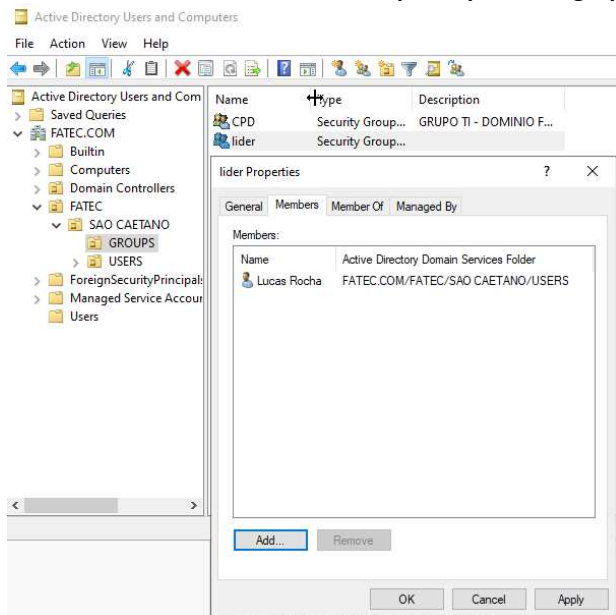 Active Directory Users and Computers
File Action View Help
Active Directory Users and Com
Saved Queries
FATEC.COM
Builtin
Computers
Domain Controllers
FATEC
SAO CAETANO
GROUPS
USERS
ForeignSecurityPrincipals
Managed Service Accour
Users
Name Type Description
CPD Security Group... GRUPO TI - DOMINIO F...
lider Security Group...
lider Properties ? X
General Members Member Of Managed By
Members:
Name Active Directory Domain Services Folder
Lucas Rocha FATEC.COM/FATEC/SAO CAETANO/USERS
Add... Remove
OK Cancel Apply